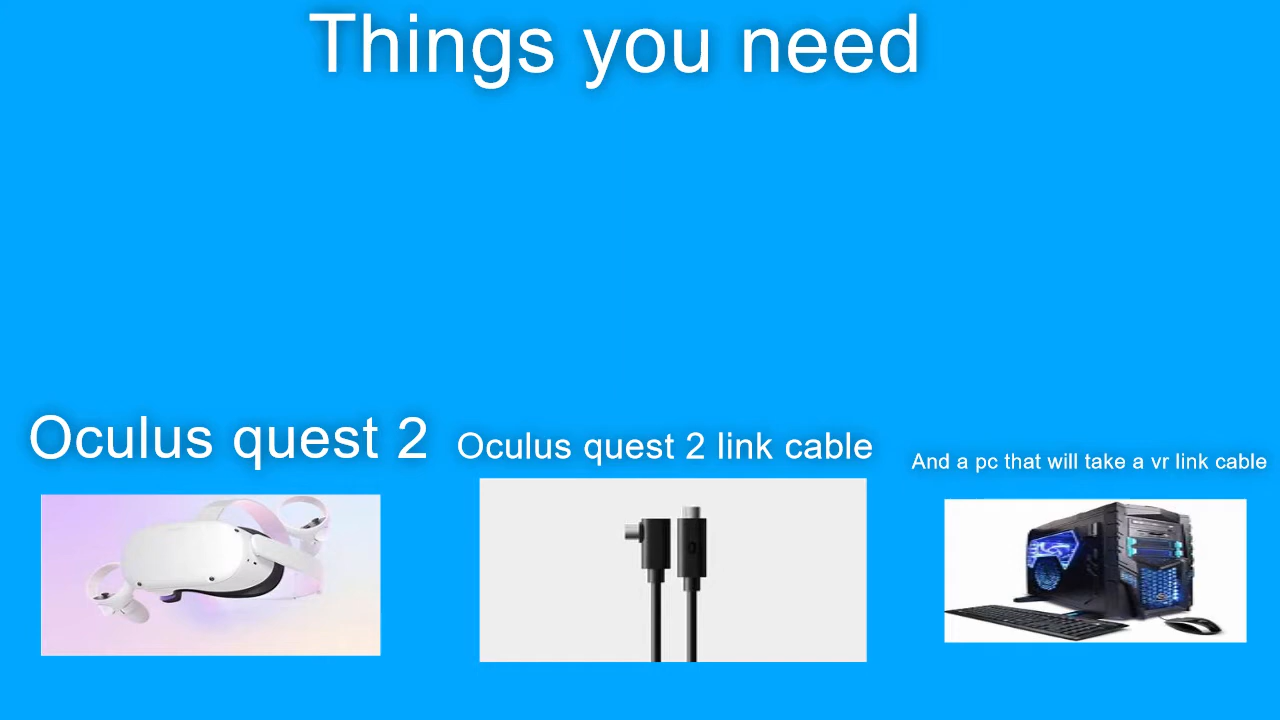 Things you need
Oculus quest 2
Oculus quest 2 link cable
And a pc that will take a vr link cable